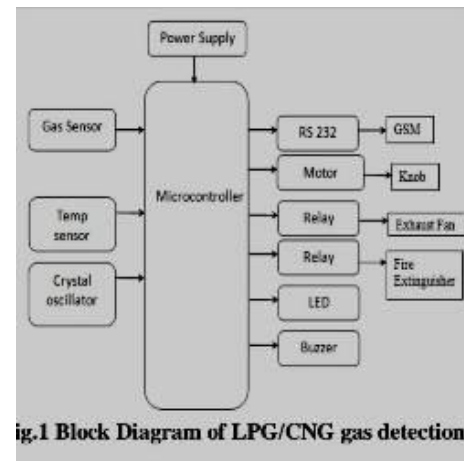 Power Supply
Gas Sensor
Temp
sensor
Crystal
oscillator
Microcontroller
RS 232
GSM
Motor
Knob
Relay
Exhaust Fan
Relay
Fire
Extinguisher
LED
Buzzer
ig.1 Block Diagram of LPG/CNG gas detection